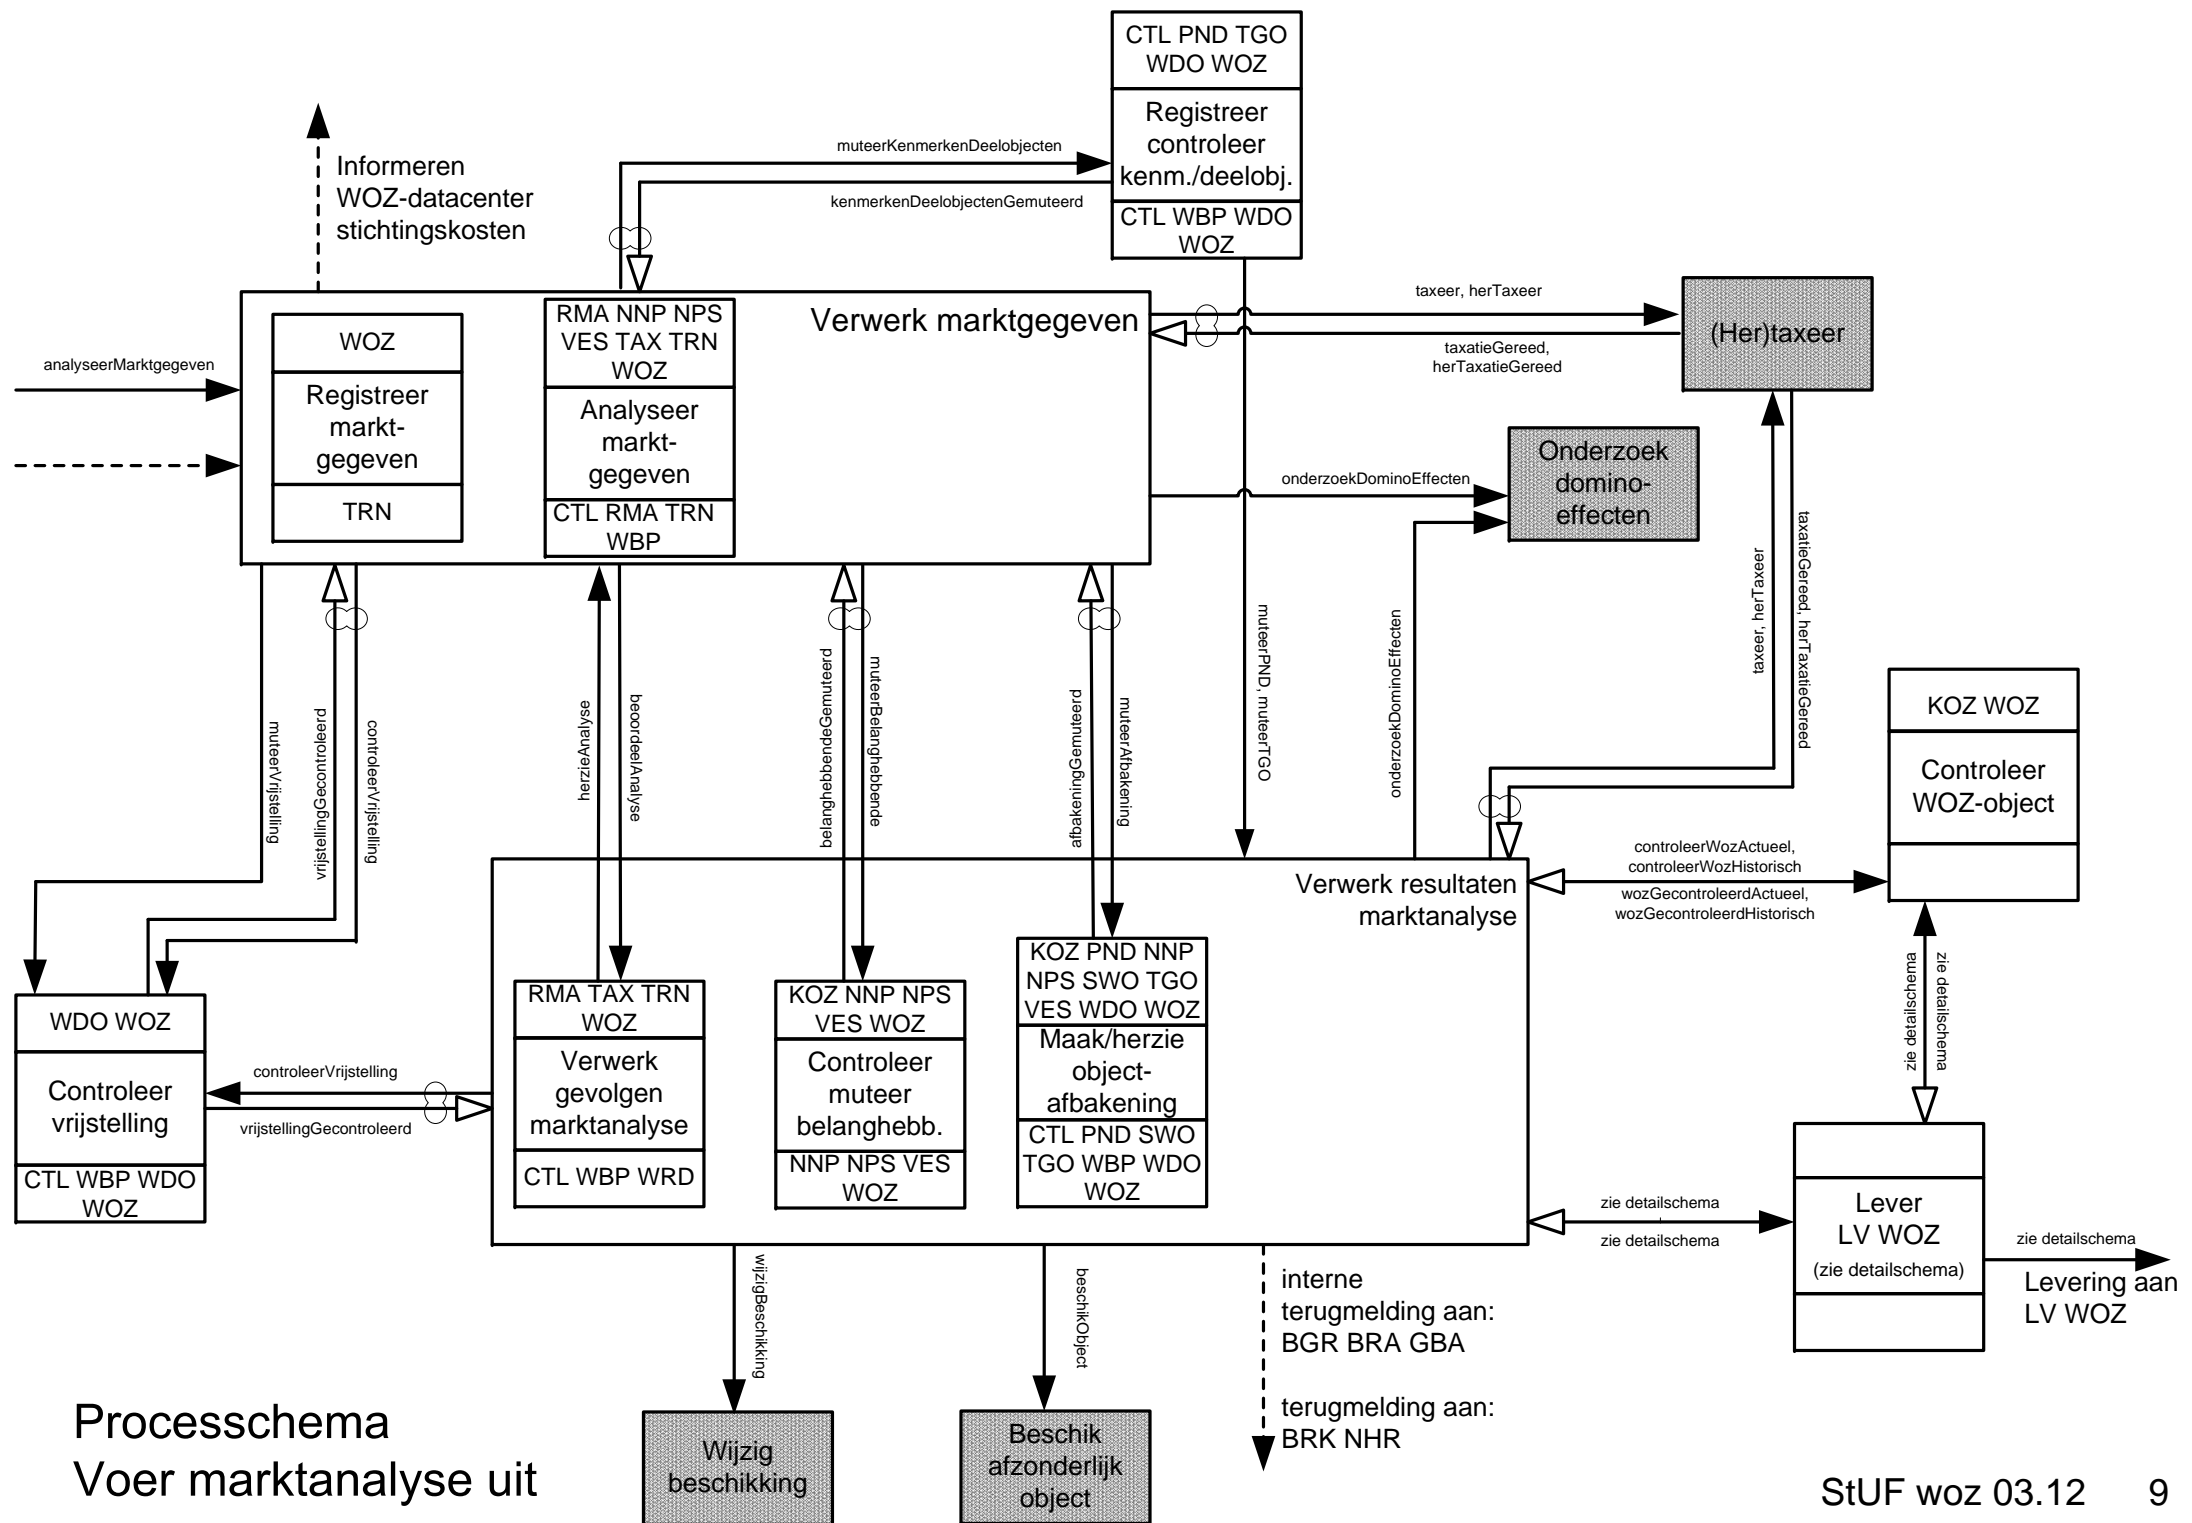 CTL PND TGO
WDO WOZ
Registreer
controleer
kenm./deelobj.
CTL WBP WDO
WOZ
muteerKenmerkenDeelobjecten
kenmerkenDeelobjectenGemuteerd
Informeren
WOZ-datacenter
stichtingskosten
analyseerMarktgegeven
Verwerk marktgegeven
WOZ
Registreer
markt-
gegeven
TRN
RMA NNP NPS
VES TAX TRN
WOZ
Analyseer
markt-
gegeven
CTL RMA TRN
WBP
taxeer, herTaxeer
taxatieGereed,
herTaxatieGereed
(Her)taxeer
onderzoekDominoEffecten
Onderzoek
domino-
effecten
muteerVrijstelling
vrijstellingGecontroleerd
controleerVrijstelling
herzieAnalyse
beoordeelAnalyse
belanghebbendeGemuteerd
muteerBelanghebbende
afbakeningGemuteerd
muteerAfbakening
muteerPND, muteerTGO
onderzoekDominoEffecten
taxeer, herTaxeer
taxatieGereed, herTaxatieGereed
KOZ WOZ
Controleer
WOZ-object
controleerWozActueel,
controleerWozHistorisch
wozGecontroleerdActueel,
wozGecontroleerdHistorisch
zie detailschema
zie detailschema
Verwerk resultaten
marktanalyse
WDO WOZ
Controleer
vrijstelling
CTL WBP WDO
WOZ
controleerVrijstelling
vrijstellingGecontroleerd
RMA TAX TRN
WOZ
Verwerk
gevolgen
marktanalyse
CTL WBP WRD
KOZ NNP NPS
VES WOZ
Controleer
muteer
belanghebb.
NNP NPS VES
WOZ
KOZ PND NNP
NPS SWO TGO
VES WDO WOZ
Maak/herzie
object-
afbakening
CTL PND SWO
TGO WBP WDO
WOZ
zie detailschema
zie detailschema
Lever
LV WOZ
(zie detailschema)
zie detailschema
Levering aan
LV WOZ
wijzigBeschikking
beschikObject
interne
terugmelding aan:
BGR BRA GBA
terugmelding aan:
BRK NHR
Wijzig
beschikking
Beschik
afzonderlijk
object
Processchema
Voer marktanalyse uit
StUF woz 03.12 9